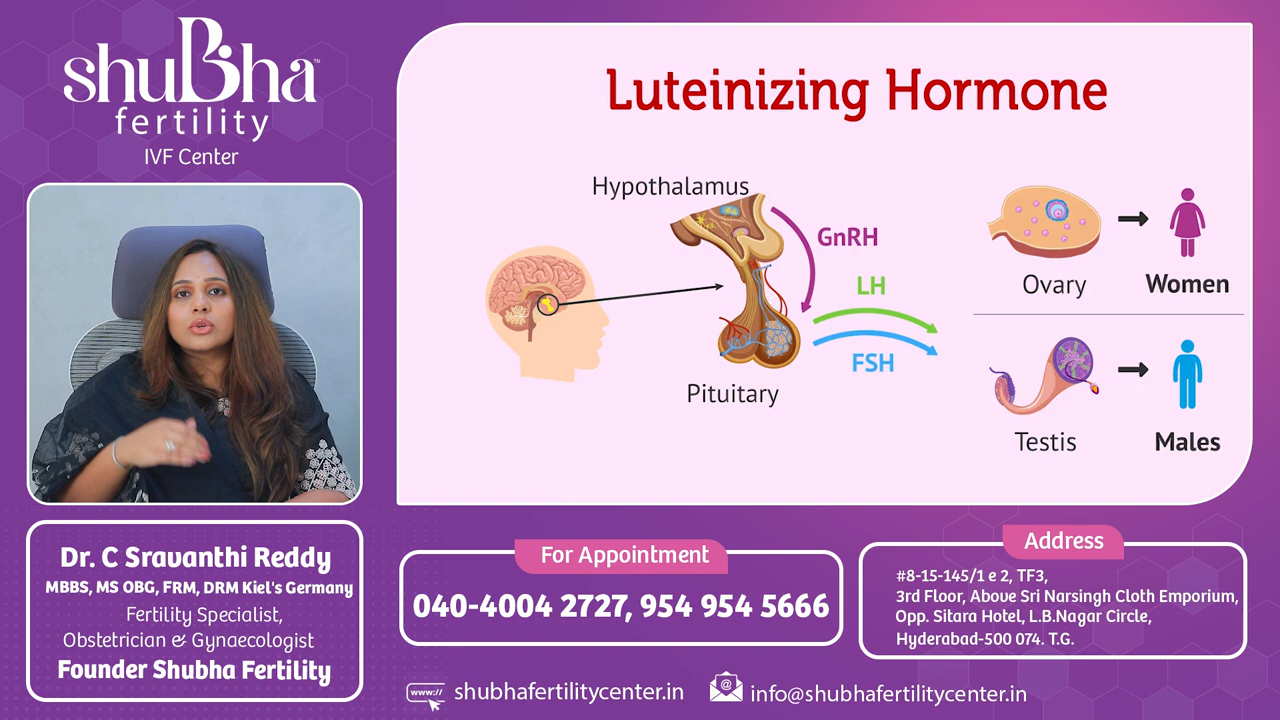 shuBha™
fertility
IVF Center
Luteinizing Hormone
Hypothalamus
GnRH
LH
FSH
Pituitary
Ovary
Women
Testis
Males
Dr. C Sravanthi Reddy
MBBS, MS OBG, FRM, DRM Kiel's Germany
Fertility Specialist,
Obstetrician & Gynaecologist
Founder Shubha Fertility
For Appointment
040-4004 2727, 954 954 5666
Address
#8-15-145/1 e 2, TF3,
3rd Floor, Above Sri Narsingh Cloth Emporium,
Opp. Sitara Hotel, L.B.Nagar Circle,
Hyderabad-500 074. T.G.
www:// shubhafertilitycenter.in
@ info@shubhafertilitycenter.in